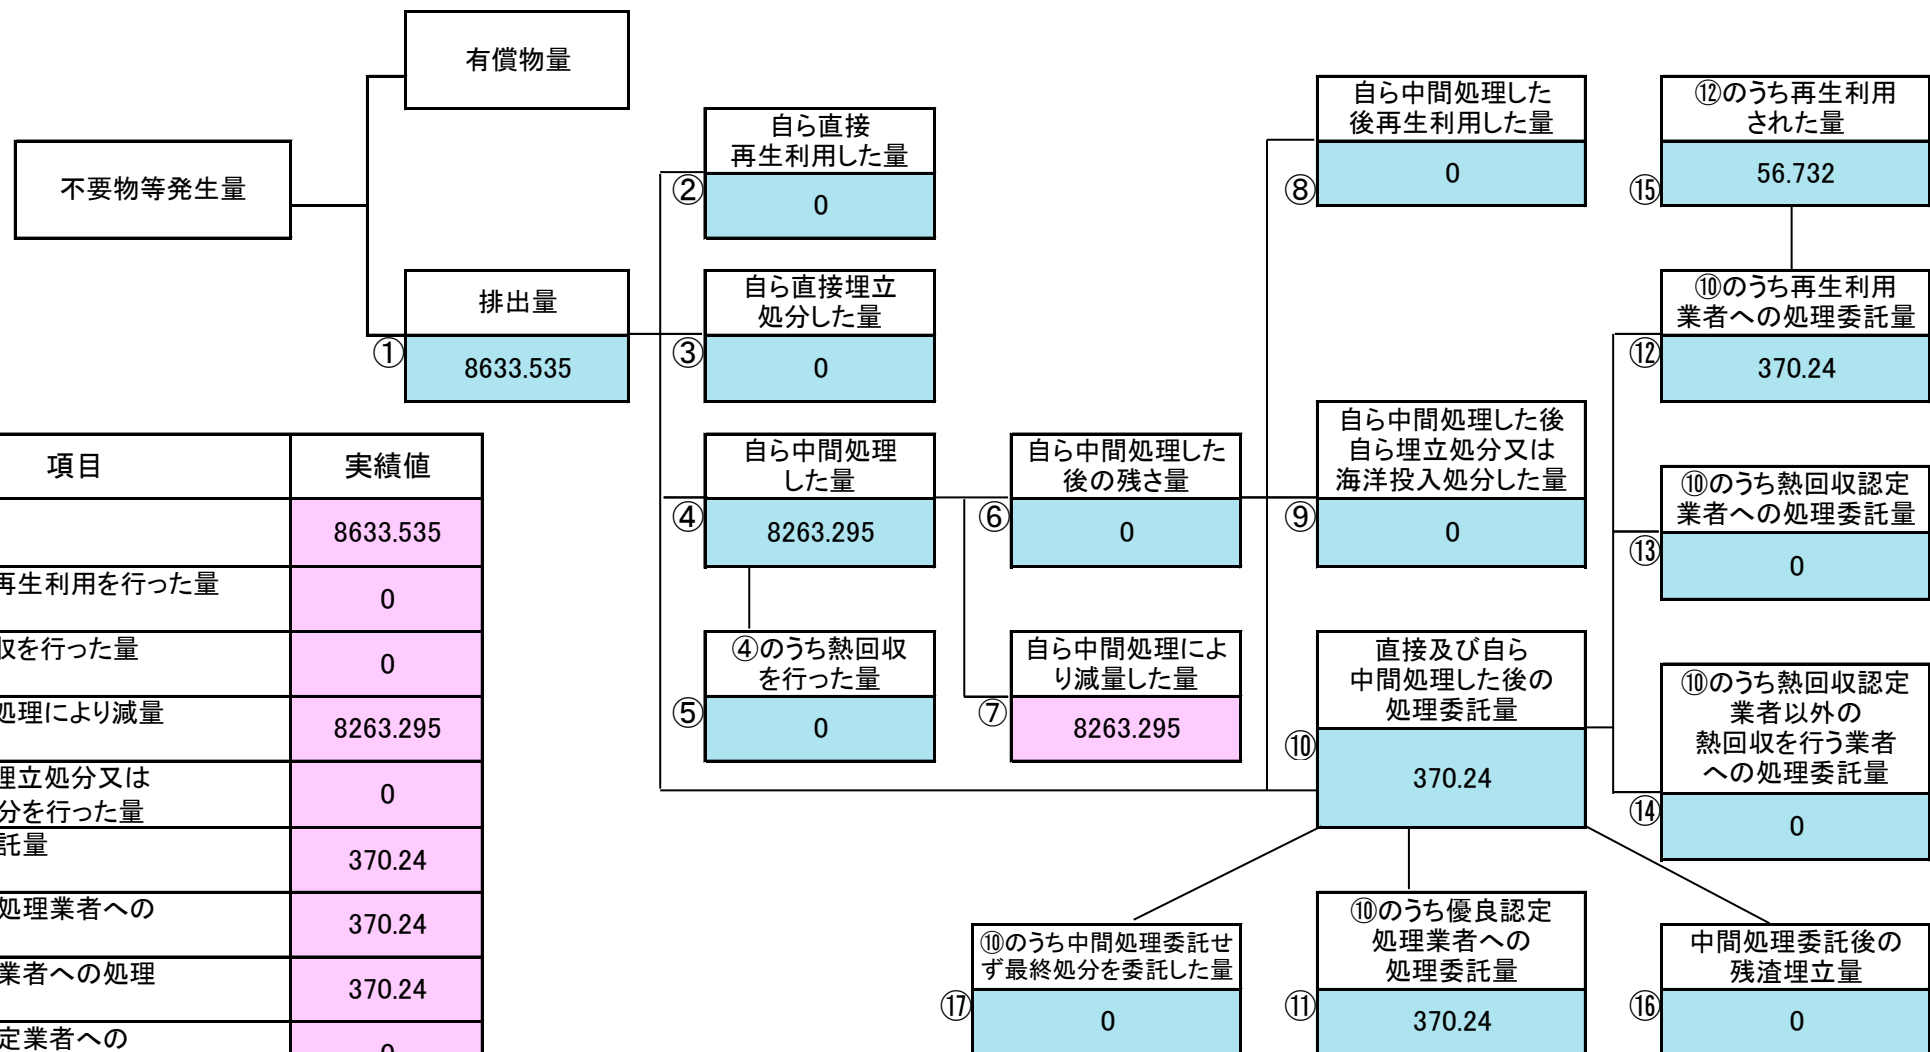 有償物量
不要物等発生量
排出量
①
8633.535
自ら直接
再生利用した量
②
0
自ら直接埋立
処分した量
③
0
自ら中間処理
した量
④
8263.295
④のうち熱回収
を行った量
⑤
0
自ら中間処理した
後の残さ量
⑥
0
自ら中間処理によ
り減量した量
⑦
8263.295
自ら中間処理した
後再生利用した量
⑧
0
自ら中間処理した後
自ら埋立処分又は
海洋投入処分した量
⑨
0
直接及び自ら
中間処理した後の
処理委託量
⑩
370.24
⑫のうち再生利用
された量
⑮
56.732
⑩のうち再生利用
業者への処理委託量
⑫
370.24
⑩のうち熱回収認定
業者への処理委託量
⑬
0
⑩のうち熱回収認定
業者以外の
熱回収を行う業者
への処理委託量
⑭
0
⑩のうち中間処理委託せ
ず最終処分を委託した量
⑰
0
⑩のうち優良認定
処理業者への
処理委託量
⑪
370.24
中間処理委託後の
残渣埋立量
⑯
0
項目 実績値
8633.535
再生利用を行った量
0
収を行った量
0
処理により減量
8263.295
埋立処分又は
分を行った量
0
託量
370.24
処理業者への
370.24
業者への処理
370.24
定業者への
0